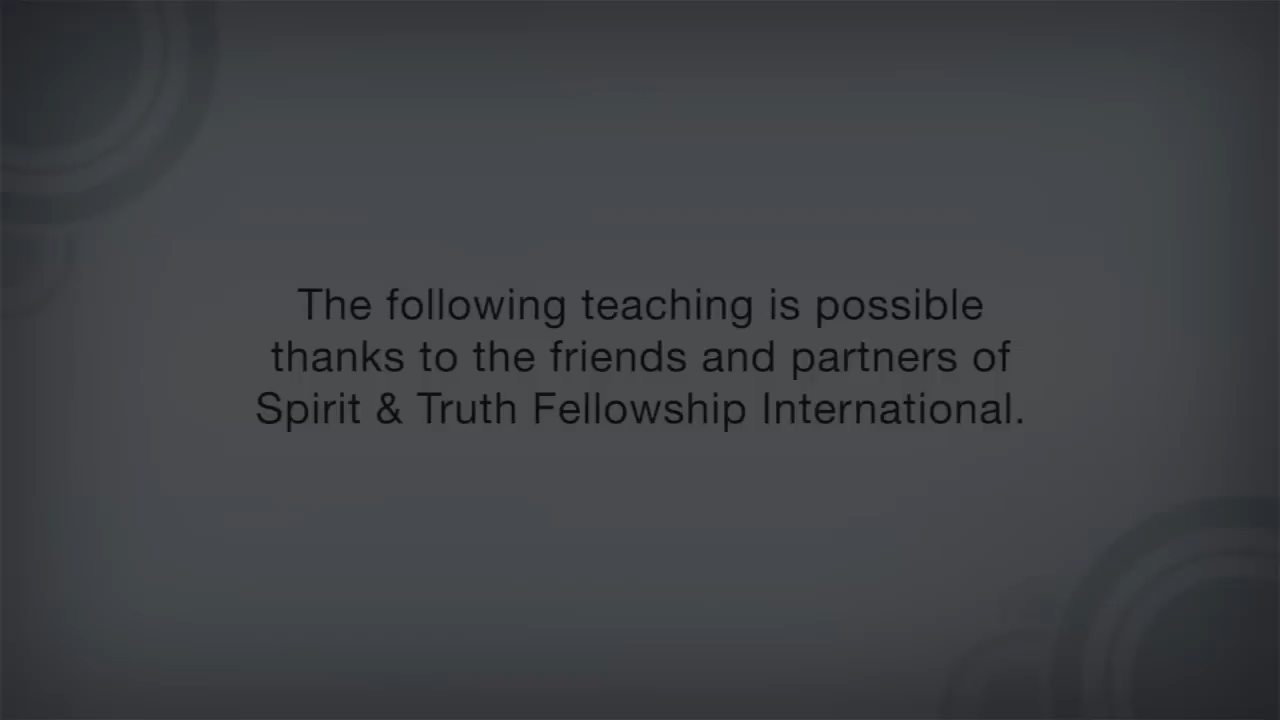 The following teaching is possible
thanks to the friends and partners of
Spirit & Truth Fellowship International.